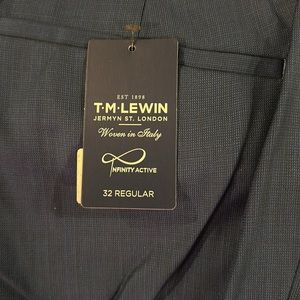 EST 1898
T·M·LEWIN
JERMYN ST. LONDON
Woven in Italy
INFINITY ACTIVE
32 REGULAR